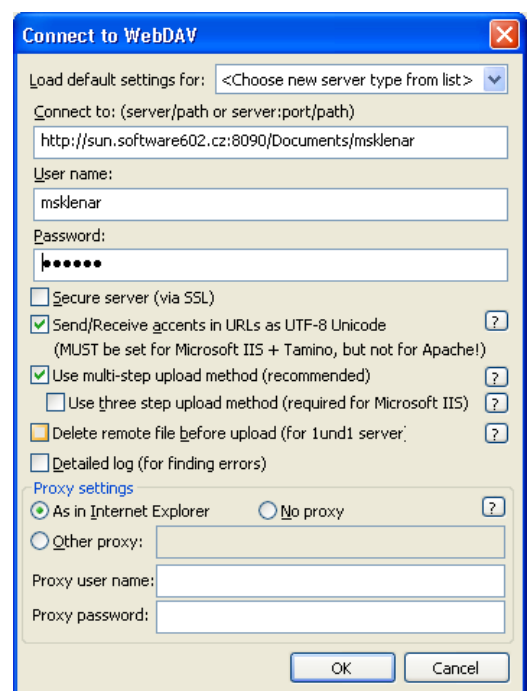 Connect to WebDAV
Load default settings for: <Choose new server type from list>
Connect to: (server/path or server:port/path)
http://sun.software602.cz:8090/Documents/msklenar
User name:
msklenar
Password:
●●●●●●
Secure server (via SSL)
Send/Receive accents in URLs as UTF-8 Unicode ?
(MUST be set for Microsoft IIS + Tamino, but not for Apache!)
Use multi-step upload method (recommended) ?
Use three step upload method (required for Microsoft IIS) ?
Delete remote file before upload (for 1und1 server) ?
Detailed log (for finding errors)
Proxy settings
As in Internet Explorer No proxy ?
Other proxy:
Proxy user name:
Proxy password:
OK Cancel